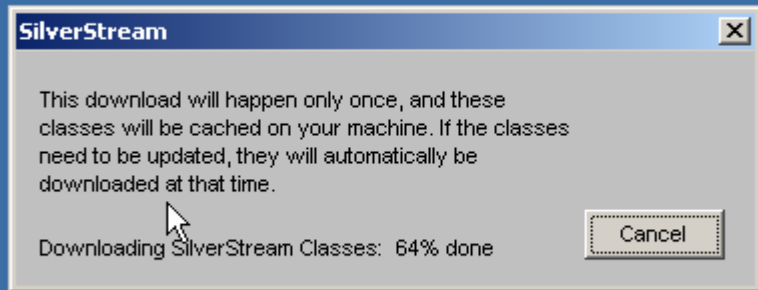 SilverStream
This download will happen only once, and these
classes will be cached on your machine. If the classes
need to be updated, they will automatically be
downloaded at that time.
Downloading SilverStream Classes:  64% done
Cancel